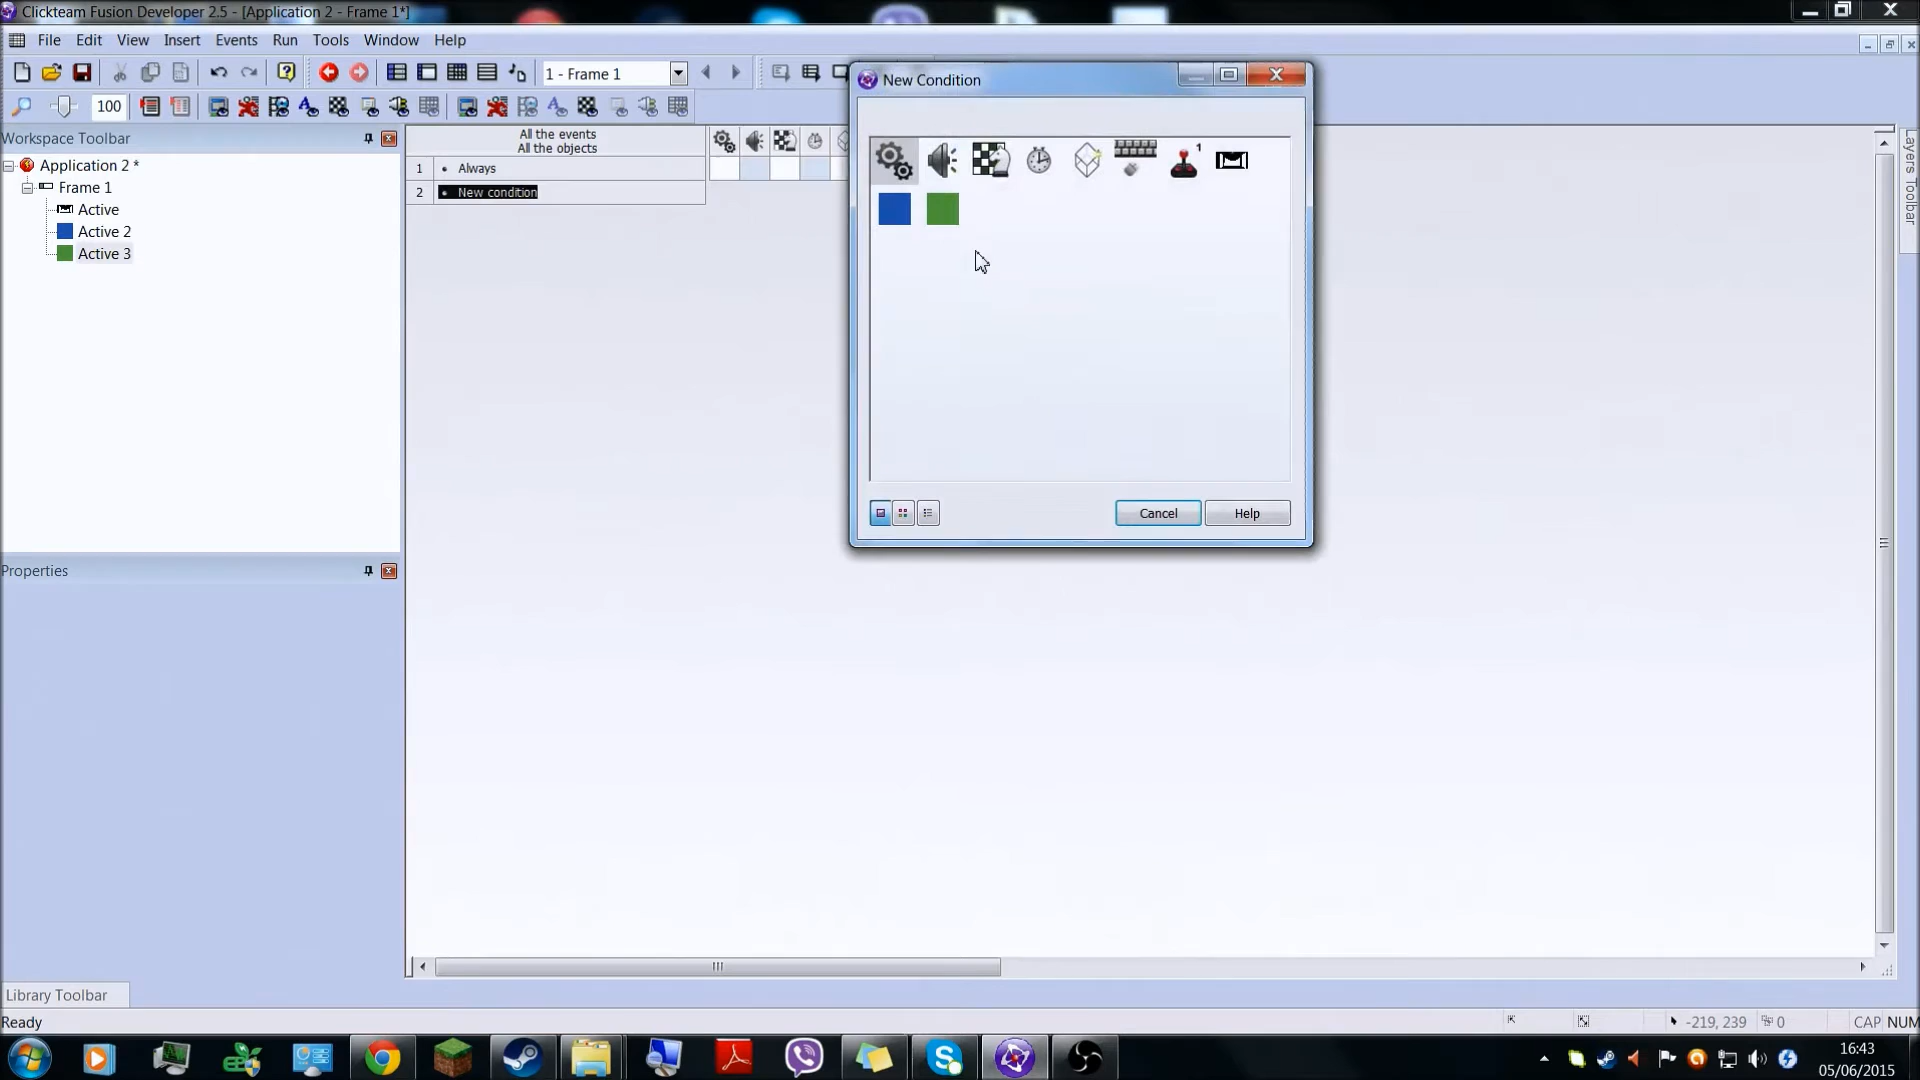 Clickteam Fusion Developer 2.5 - [Application 2 - Frame 1*]
File Edit View Insert Events Run Tools Window Help
1 - Frame 1
100
Workspace Toolbar
Application 2 *
Frame 1
Active
Active 2
Active 3
Properties
Library Toolbar
Ready
All the events
All the objects
1 Always
2 New condition
New Condition
1
Cancel Help
Layers Toolbar
-219, 239 0 CAP NUM
16:43
05/06/2015